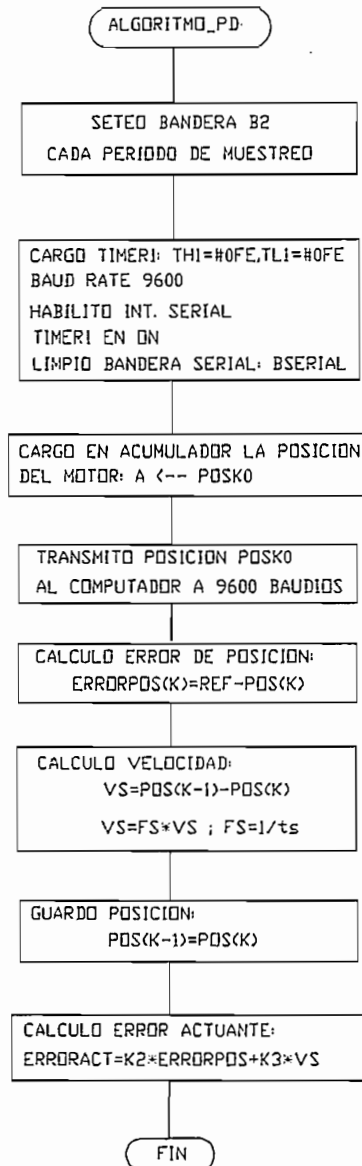 ALGORITMO_PD
SETEO BANDERA B2
CADA PERIODO DE MUESTREO
CARGO TIMER1: TH1=#0FE,TL1=#0FE
BAUD RATE 9600
HABILITO INT. SERIAL
TIMER1 EN ON
LIMPIO BANDERA SERIAL: BSERIAL
CARGO EN ACUMULADOR LA POSICION
DEL MOTOR: A <-- POSK0
TRANSMITO POSICION POSK0
AL COMPUTADOR A 9600 BAUDIOS
CALCULO ERROR DE POSICION:
ERRORPOS(K)=REF-POS(K)
CALCULO VELOCIDAD:
VS=POS(K-1)-POS(K)
VS=FS*VS ; FS=1/ts
GUARDO POSICION:
POS(K-1)=POS(K)
CALCULO ERROR ACTUANTE:
ERRORACT=K2*ERRORPOS+K3*VS
FIN